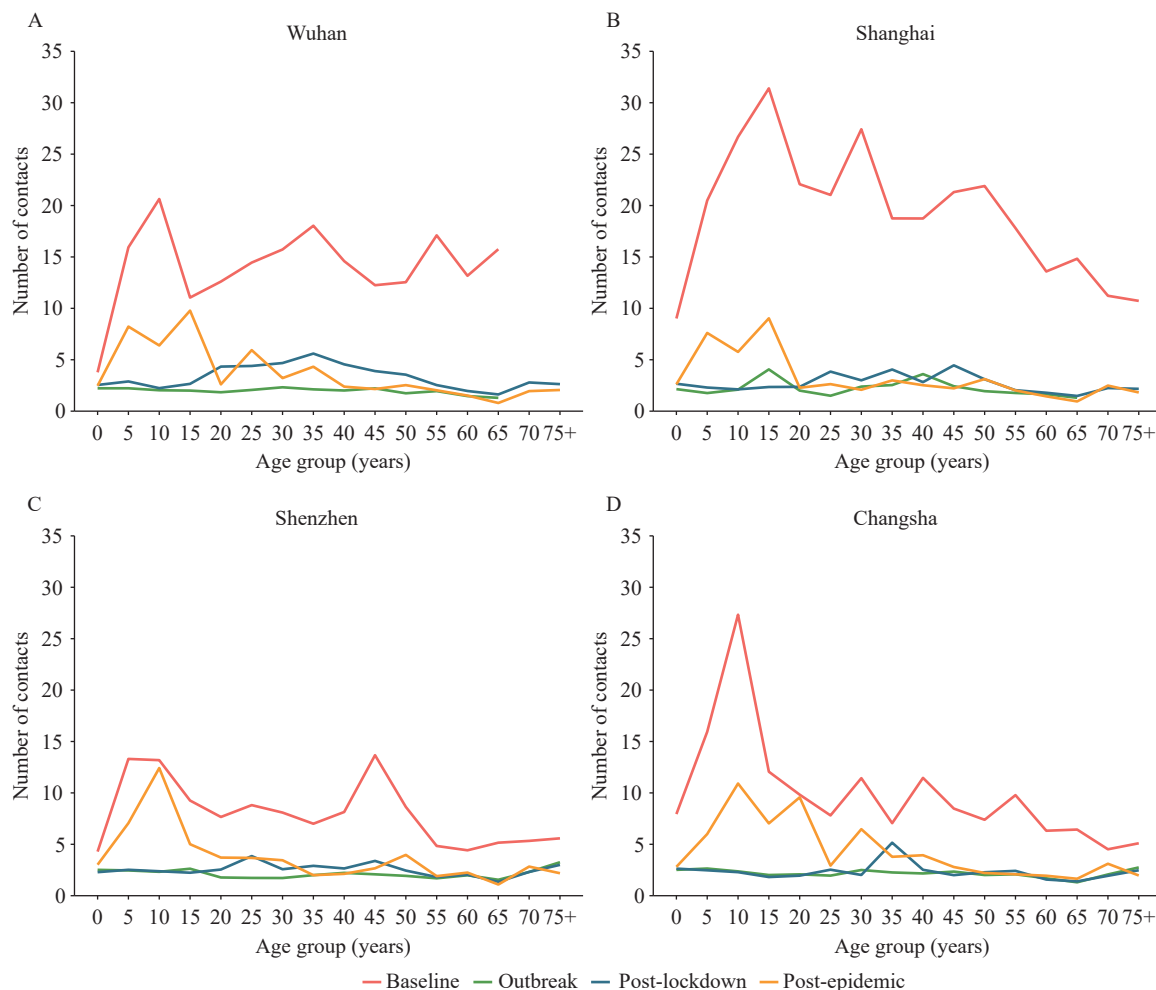 A
Wuhan
35
30
25
20
15
10
5
0
Number of contacts
0 5 10 15 20 25 30 35 40 45 50 55 60 65 70 75+
Age group (years)
B
Shanghai
35
30
25
20
15
10
5
0
Number of contacts
0 5 10 15 20 25 30 35 40 45 50 55 60 65 70 75+
Age group (years)
C
Shenzhen
35
30
25
20
15
10
5
0
Number of contacts
0 5 10 15 20 25 30 35 40 45 50 55 60 65 70 75+
Age group (years)
D
Changsha
35
30
25
20
15
10
5
0
Number of contacts
0 5 10 15 20 25 30 35 40 45 50 55 60 65 70 75+
Age group (years)
Baseline Outbreak Post-lockdown Post-epidemic